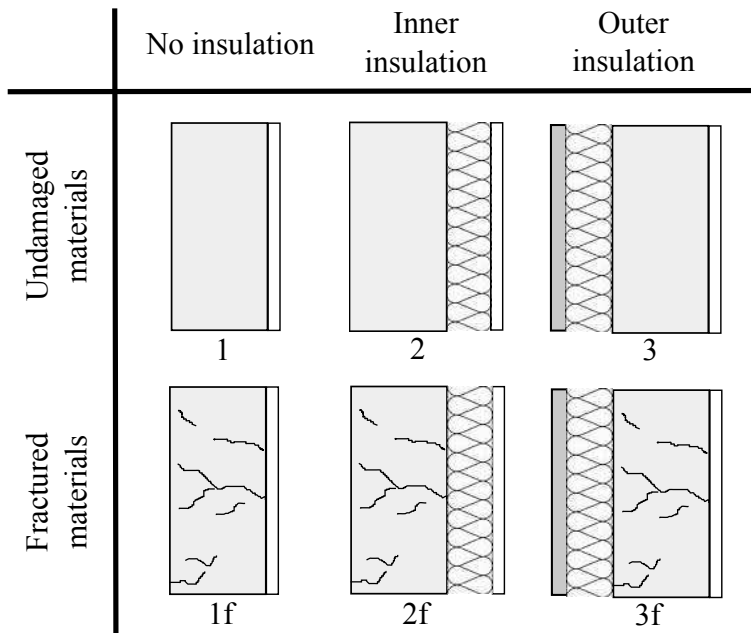 No insulation
Inner
insulation
Outer
insulation
Undamaged
materials
1
2
3
Fractured
materials
1f
2f
3f